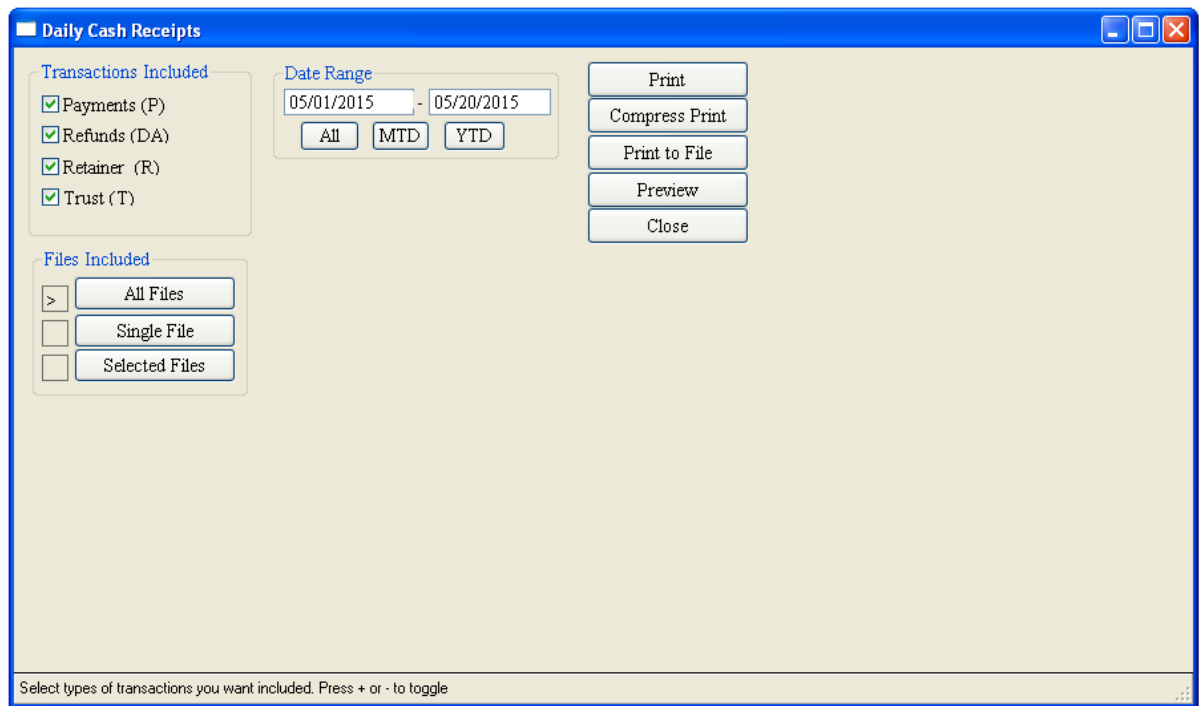 Daily Cash Receipts
Transactions Included
Payments (P)
Refunds (DA)
Retainer (R)
Trust (T)
Date Range
05/01/2015 - 05/20/2015
All MTD YTD
Print
Compress Print
Print to File
Preview
Close
Files Included
> All Files
Single File
Selected Files
Select types of transactions you want included. Press + or - to toggle